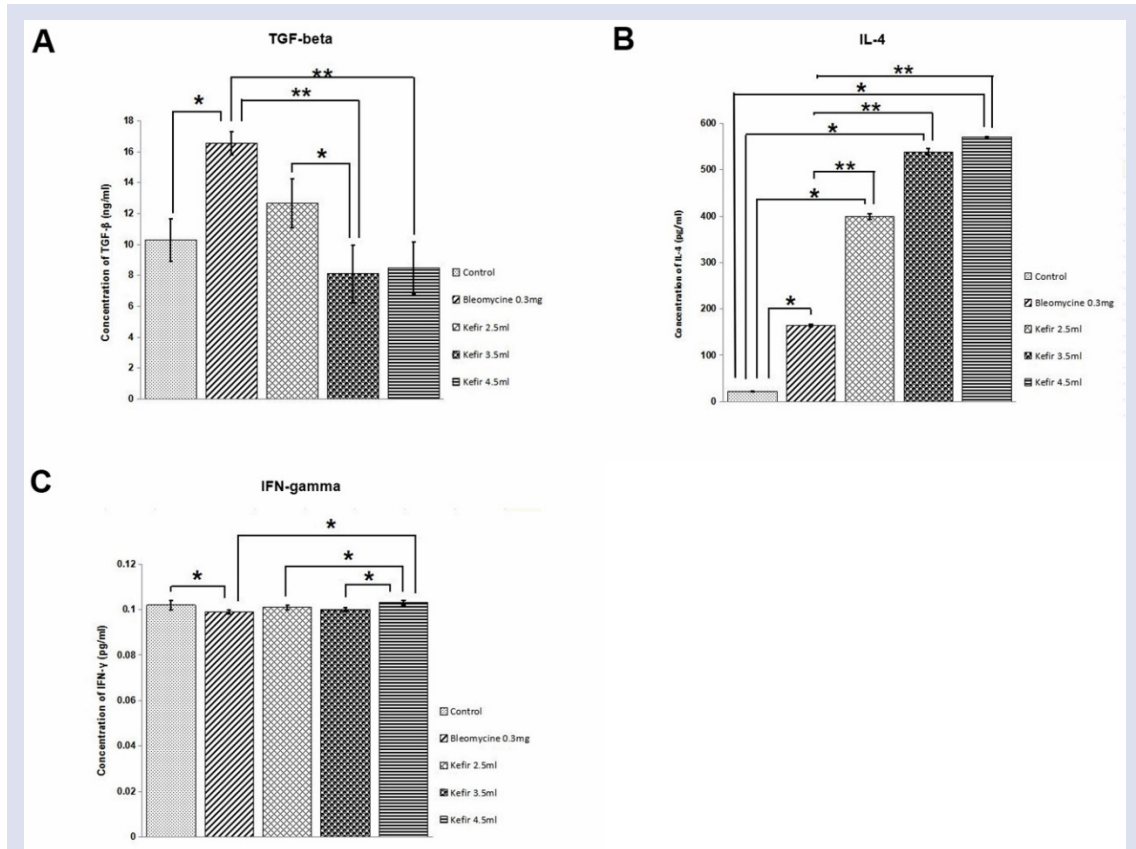 A
TGF-beta
*
**
**
*
Concentration of TGF-β (ng/ml)
18
16
14
12
10
8
6
4
2
0
Control
Bleomycine 0.3mg
Kefir 2.5ml
Kefir 3.5ml
Kefir 4.5ml
B
IL-4
**
*
**
*
**
*
*
Concentration of IL-4 (pg/ml)
600
500
400
300
200
100
0
Control
Bleomycine 0.3mg
Kefir 2.5ml
Kefir 3.5ml
Kefir 4.5ml
C
IFN-gamma
*
*
*
*
Concentration of IFN-γ (pg/ml)
0.12
0.1
0.08
0.06
0.04
0.02
0
Control
Bleomycine 0.3mg
Kefir 2.5ml
Kefir 3.5ml
Kefir 4.5ml